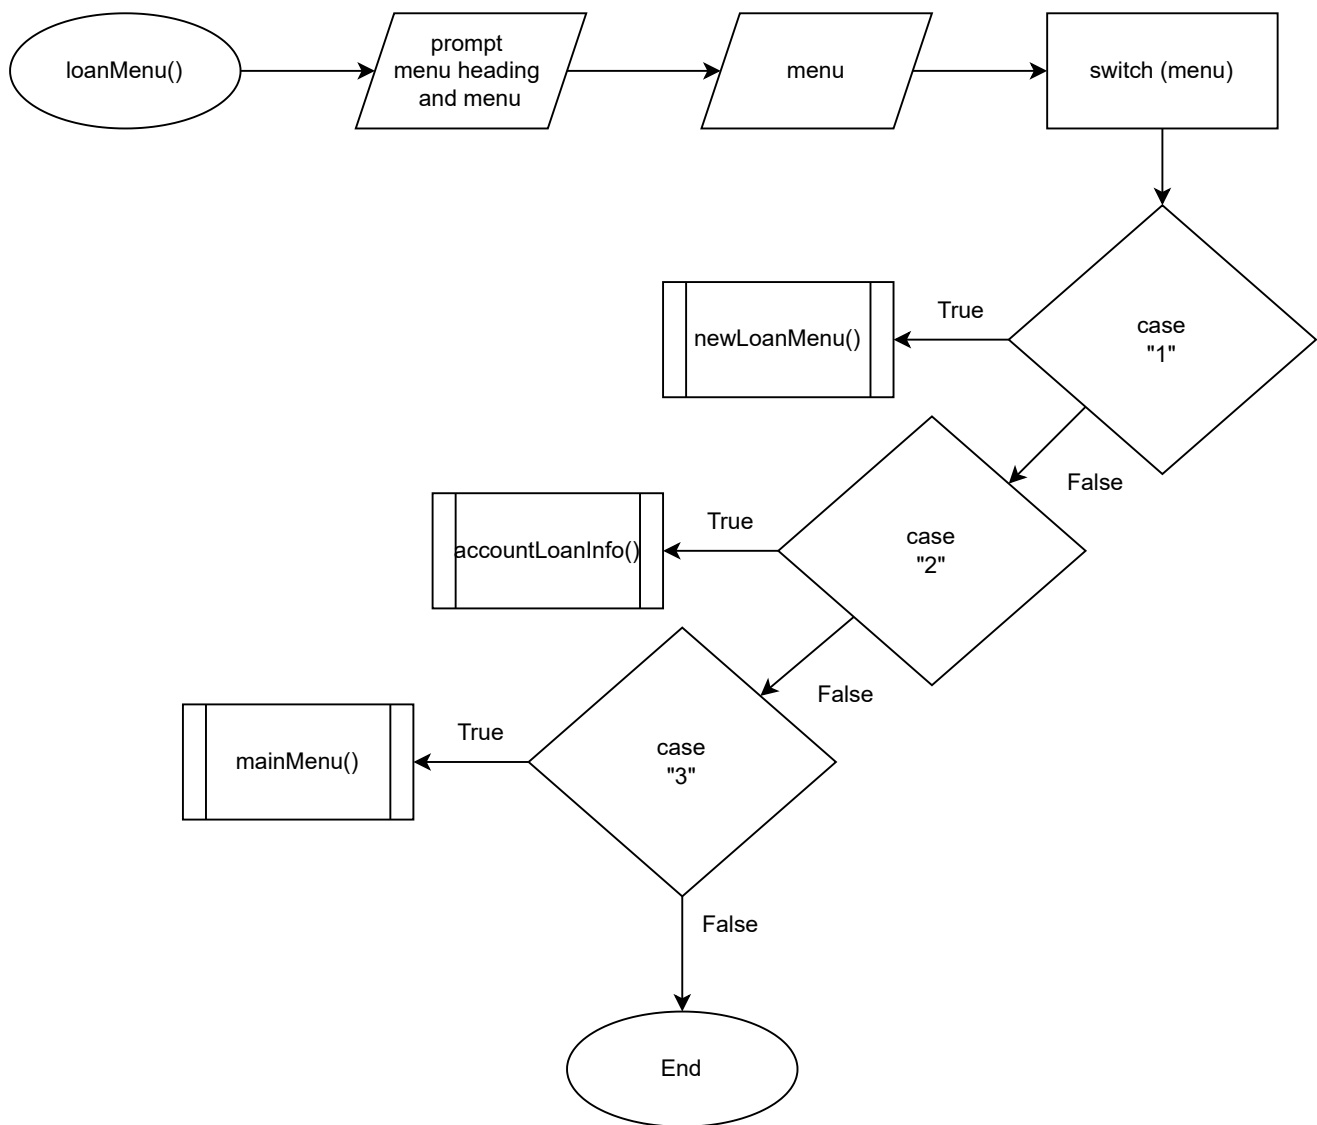 loanMenu()
prompt
menu heading
and menu
menu
switch (menu)
case
"1"
True
newLoanMenu()
False
case
"2"
True
accountLoanInfo()
False
case
"3"
True
mainMenu()
False
End